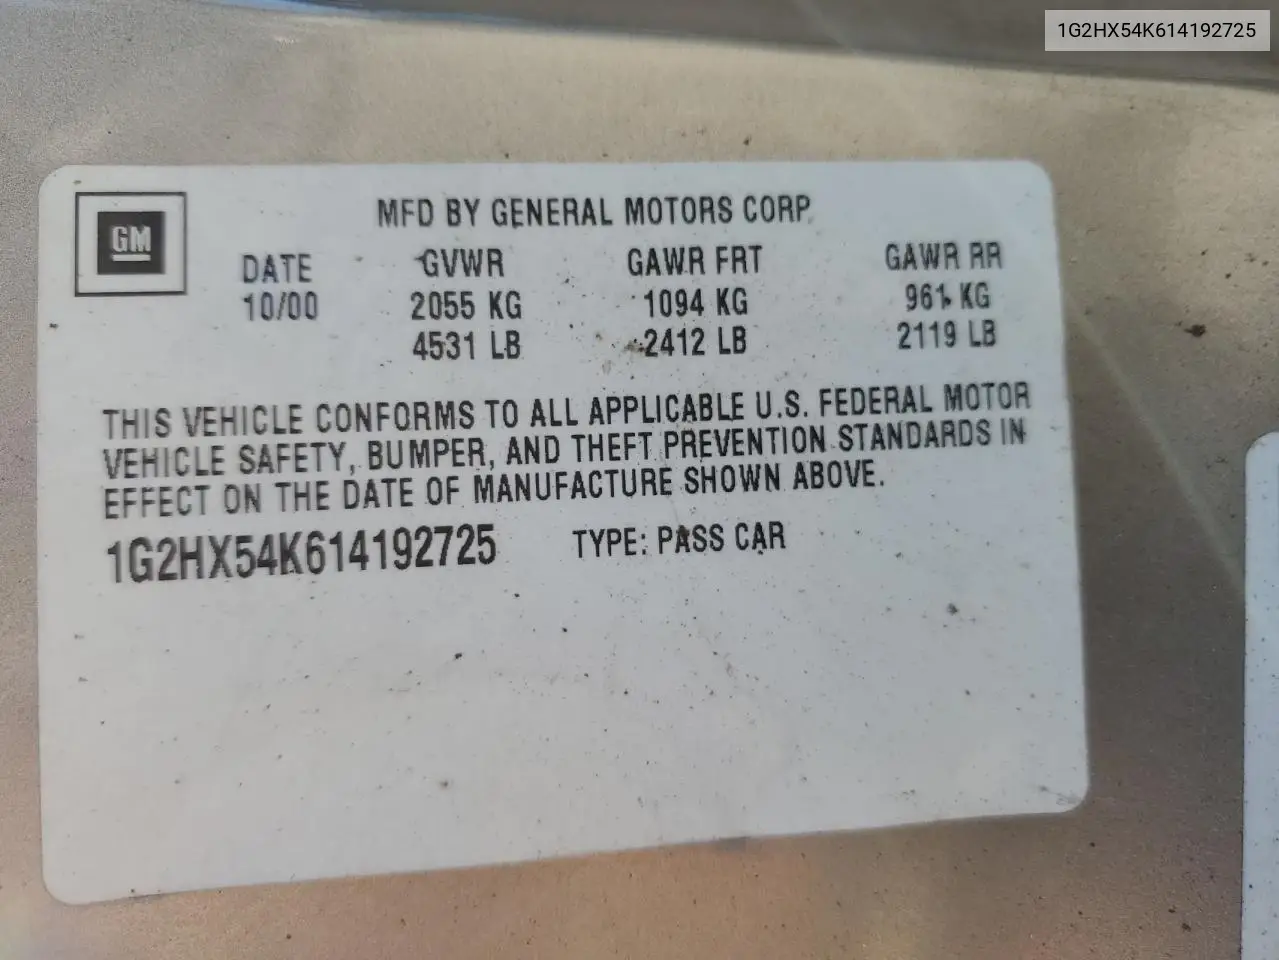 1G2HX54K614192725
GM
MFD BY GENERAL MOTORS CORP.
DATE GVWR GAWR FRT GAWR RR
10/00 2055 KG 1094 KG 961 KG
4531 LB 2412 LB 2119 LB
THIS VEHICLE CONFORMS TO ALL APPLICABLE U.S. FEDERAL MOTOR
VEHICLE SAFETY, BUMPER, AND THEFT PREVENTION STANDARDS IN
EFFECT ON THE DATE OF MANUFACTURE SHOWN ABOVE.
1G2HX54K614192725 TYPE: PASS CAR